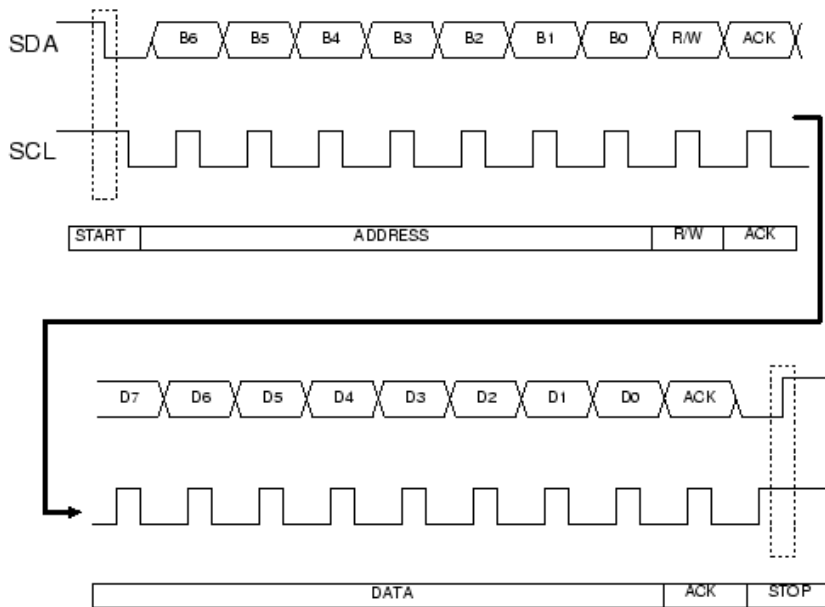 SDA B6 B5 B4 B3 B2 B1 B0 R/W ACK
SCL
START ADDRESS R/W ACK
D7 D6 D5 D4 D3 D2 D1 D0 ACK
DATA ACK STOP